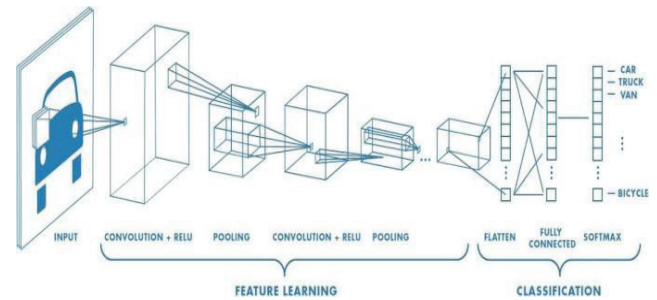 CAR
TRUCK
VAN
BICYCLE
INPUT CONVOLUTION + RELU POOLING CONVOLUTION + RELU POOLING FLATTEN FULLY CONNECTED SOFTMAX
FEATURE LEARNING CLASSIFICATION